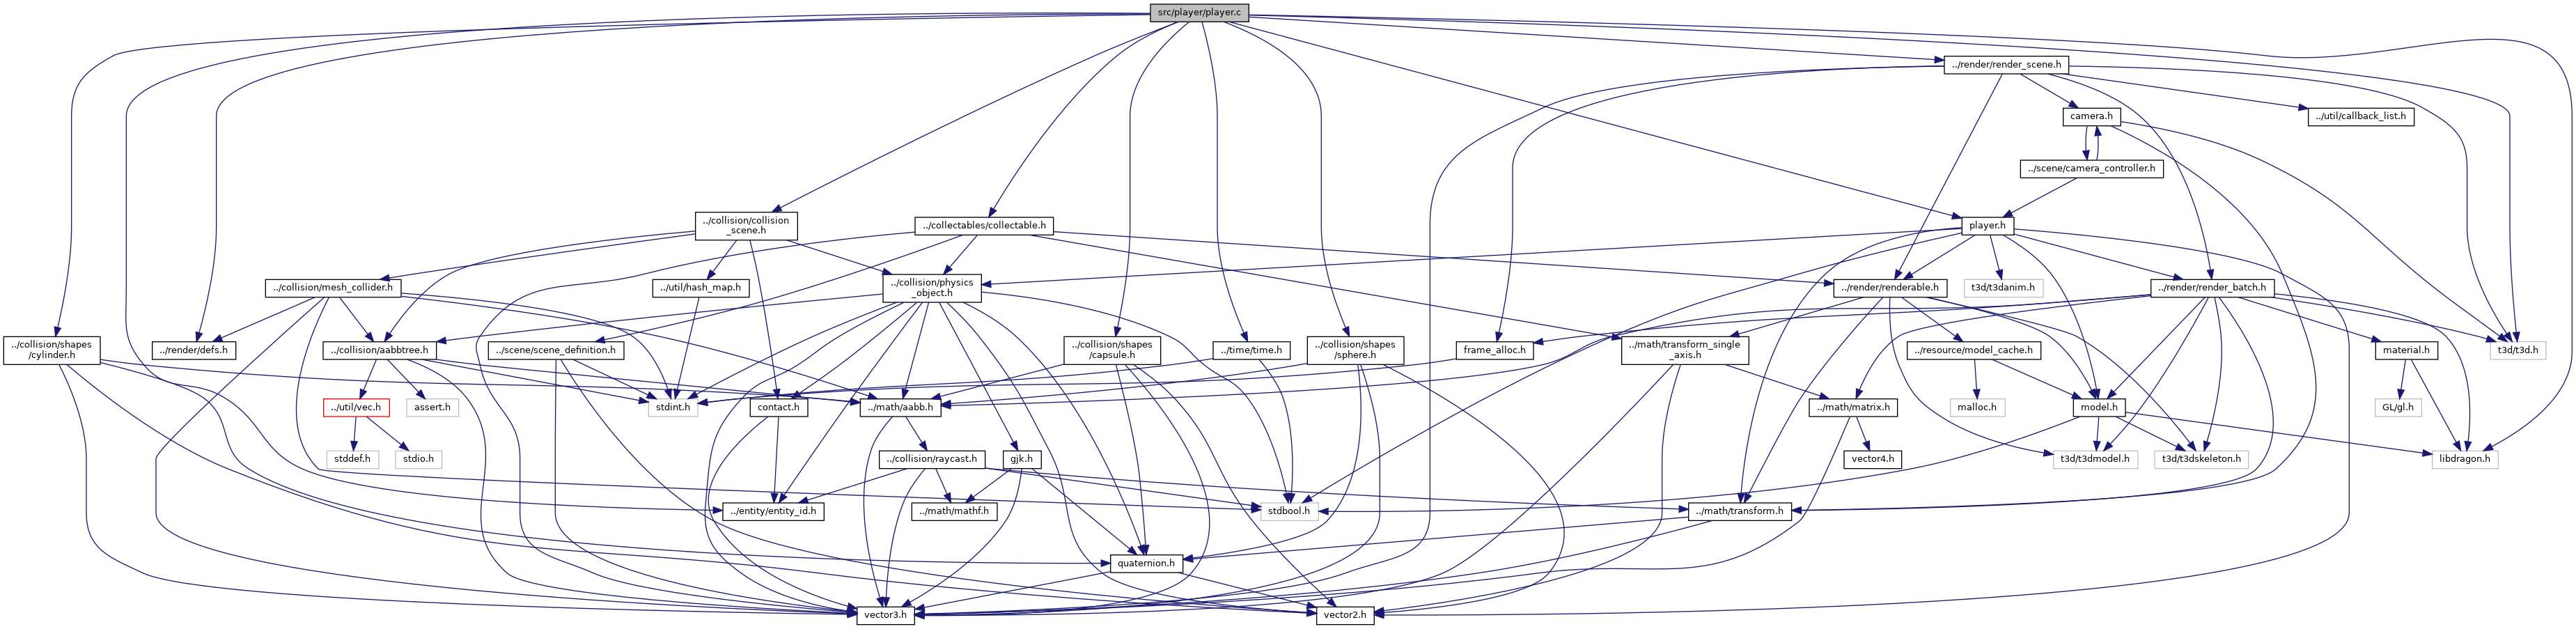 src/player/player.c
../render/render_scene.h
camera.h
../util/callback_list.h
../scene/camera_controller.h
../collision/collision
_scene.h
../collectables/collectable.h
player.h
../collision/mesh_collider.h
../util/hash_map.h
../collision/physics
_object.h
../render/renderable.h
t3d/t3danim.h
../render/render_batch.h
../collision/shapes
/cylinder.h
../render/defs.h
../collision/aabbtree.h
../scene/scene_definition.h
../collision/shapes
/capsule.h
../time/time.h
../collision/shapes
/sphere.h
frame_alloc.h
../math/transform_single
_axis.h
../resource/model_cache.h
material.h
t3d/t3d.h
../util/vec.h
assert.h
stdint.h
contact.h
../math/aabb.h
../math/matrix.h
malloc.h
model.h
GL/gl.h
stddef.h
stdio.h
../collision/raycast.h
gjk.h
vector4.h
t3d/t3dmodel.h
t3d/t3dskeleton.h
libdragon.h
../entity/entity_id.h
../math/mathf.h
stdbool.h
../math/transform.h
quaternion.h
vector3.h
vector2.h